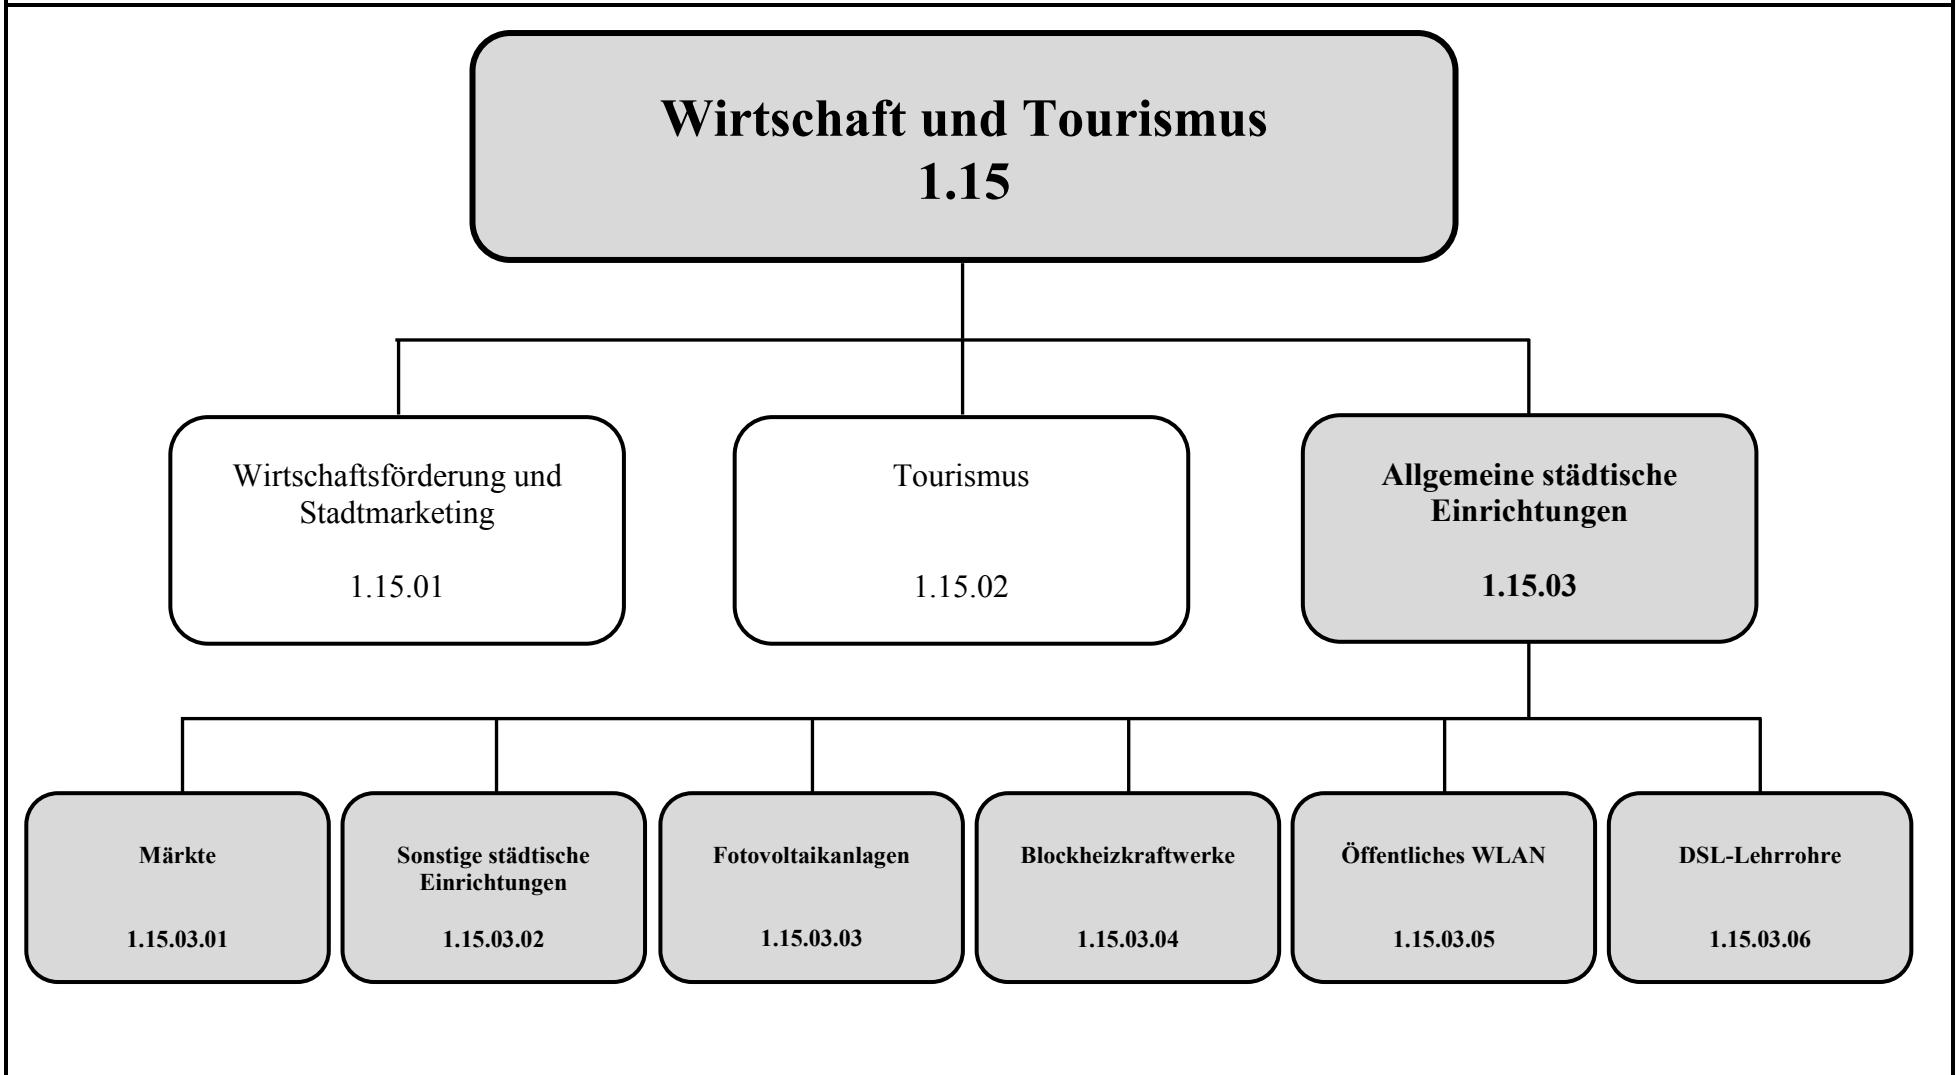 Wirtschaft und Tourismus
1.15
Wirtschaftsförderung und
Stadtmarketing
1.15.01
Tourismus
1.15.02
Allgemeine städtische
Einrichtungen
1.15.03
Märkte
1.15.03.01
Sonstige städtische
Einrichtungen
1.15.03.02
Fotovoltaikanlagen
1.15.03.03
Blockheizkraftwerke
1.15.03.04
Öffentliches WLAN
1.15.03.05
DSL-Lehrrohre
1.15.03.06